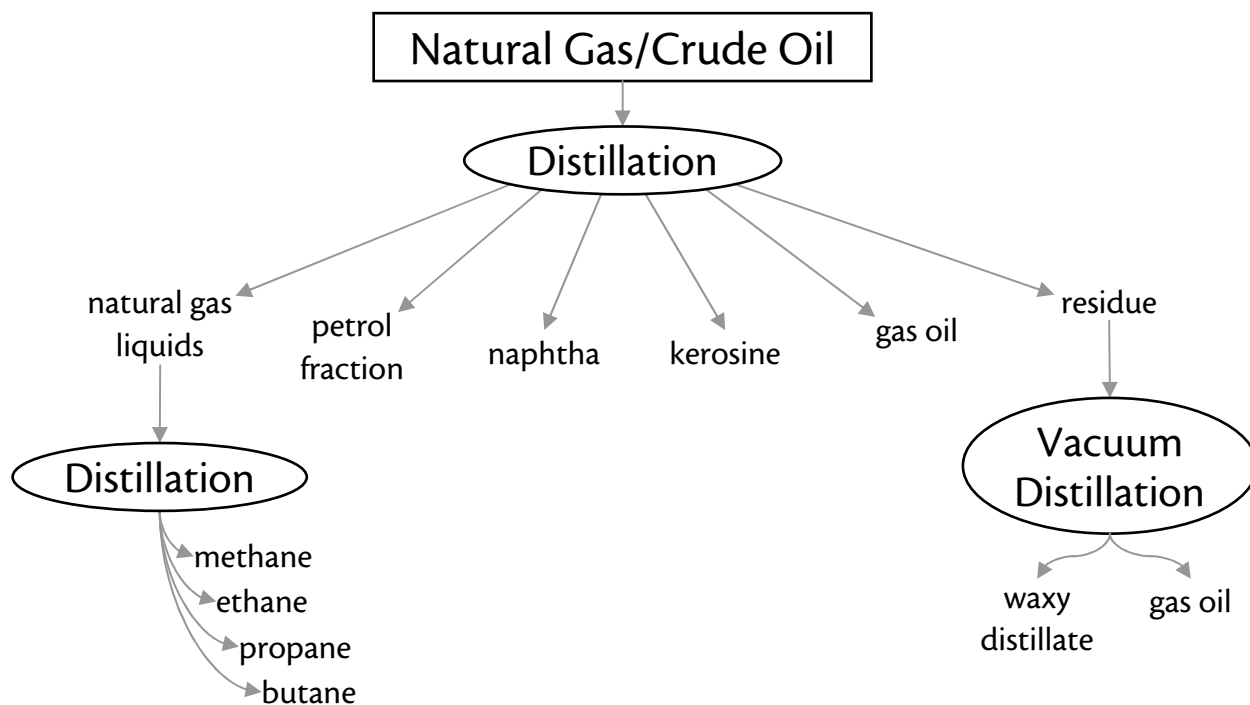 Natural Gas/Crude Oil
Distillation
natural gas
liquids
petrol
fraction
naphtha
kerosine
gas oil
residue
Distillation
Vacuum
Distillation
methane
ethane
propane
butane
waxy
distillate
gas oil